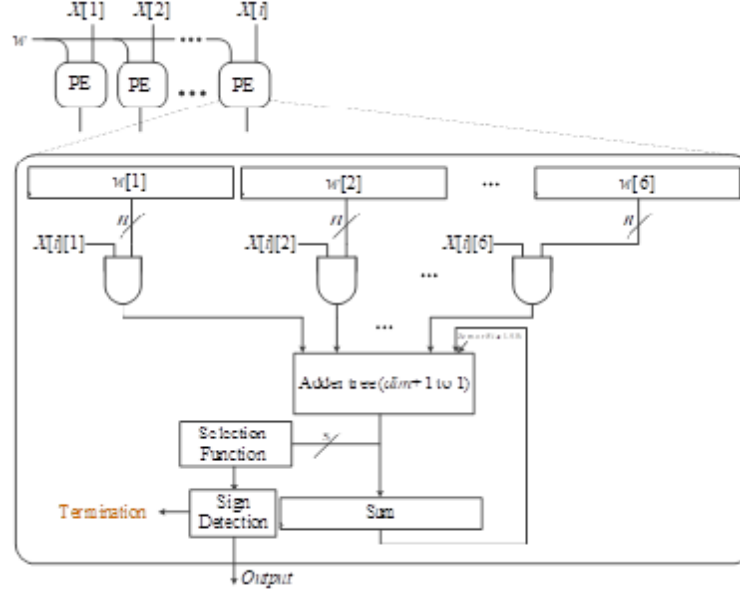 X[1] X[2] X[i]
w ...
PE PE ... PE
w[1] w[2] ... w[6]
n n n
X[i][1] X[i][2] X[i][6]
...
...
Adder tree (dim+1 to 1)
Selection
Function
Termination
Sign
Detection
Sum
Output